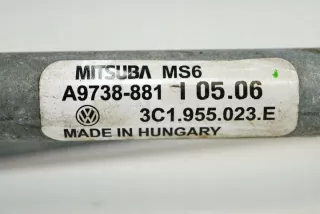 MITSUBA MS6
A9738-881 I 05.06
3C1.955.023.E
MADE IN HUNGARY